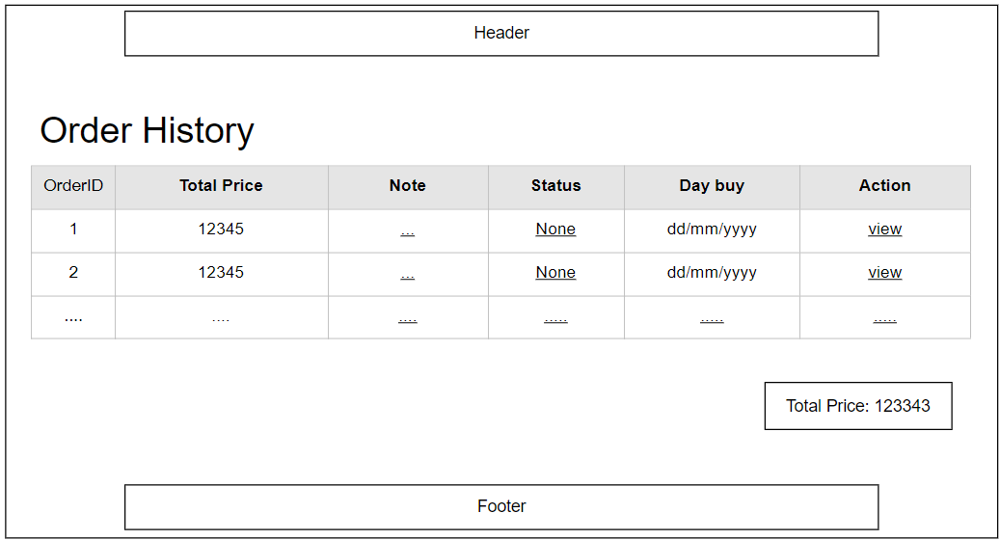 Header
Order History
OrderID Total Price Note Status Day buy Action
1 12345 ... None dd/mm/yyyy view
2 12345 ... None dd/mm/yyyy view
.... .... .... ..... ..... .....
Total Price: 123343
Footer